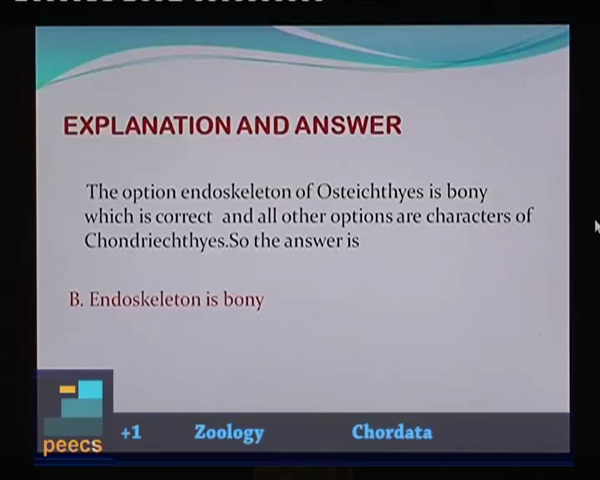 EXPLANATION AND ANSWER
The option endoskeleton of Osteichthyes is bony
which is correct and all other options are characters of
Chondriechthyes.So the answer is
B. Endoskeleton is bony
peecs
+1 Zoology Chordata